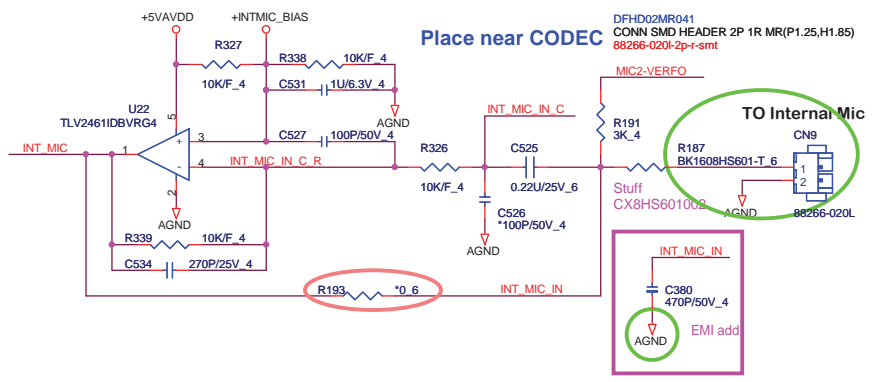 DFHD02MR041
+5VAVDD
+INTMIC_BIAS
Place near CODEC
CONN SMD HEADER 2P 1R MR(P1.25,H1.85)
88266-020l-2p-r-smt
R327
R338
10K/F_4
MIC2-VERFO
10K/F_4
C531
1U/6.3V_4
U22
TLV2461IDBVRG4
AGND
INT_MIC_IN_C
R191
3K_4
TO Internal Mic
CN9
5
+
3
C527
100P/50V_4
INT_MIC
1
-
4
INT_MIC_IN_C_R
R326
C525
R187
BK1608HS601-T_6
1
2
2
10K/F_4
0.22U/25V_6
Stuff
CX8HS601002
C526
*100P/50V_4
AGND
88266-020L
AGND
R339
10K/F_4
AGND
C534
270P/25V_4
INT_MIC_IN
R193
*0_6
INT_MIC_IN
C380
470P/50V_4
EMI add
AGND